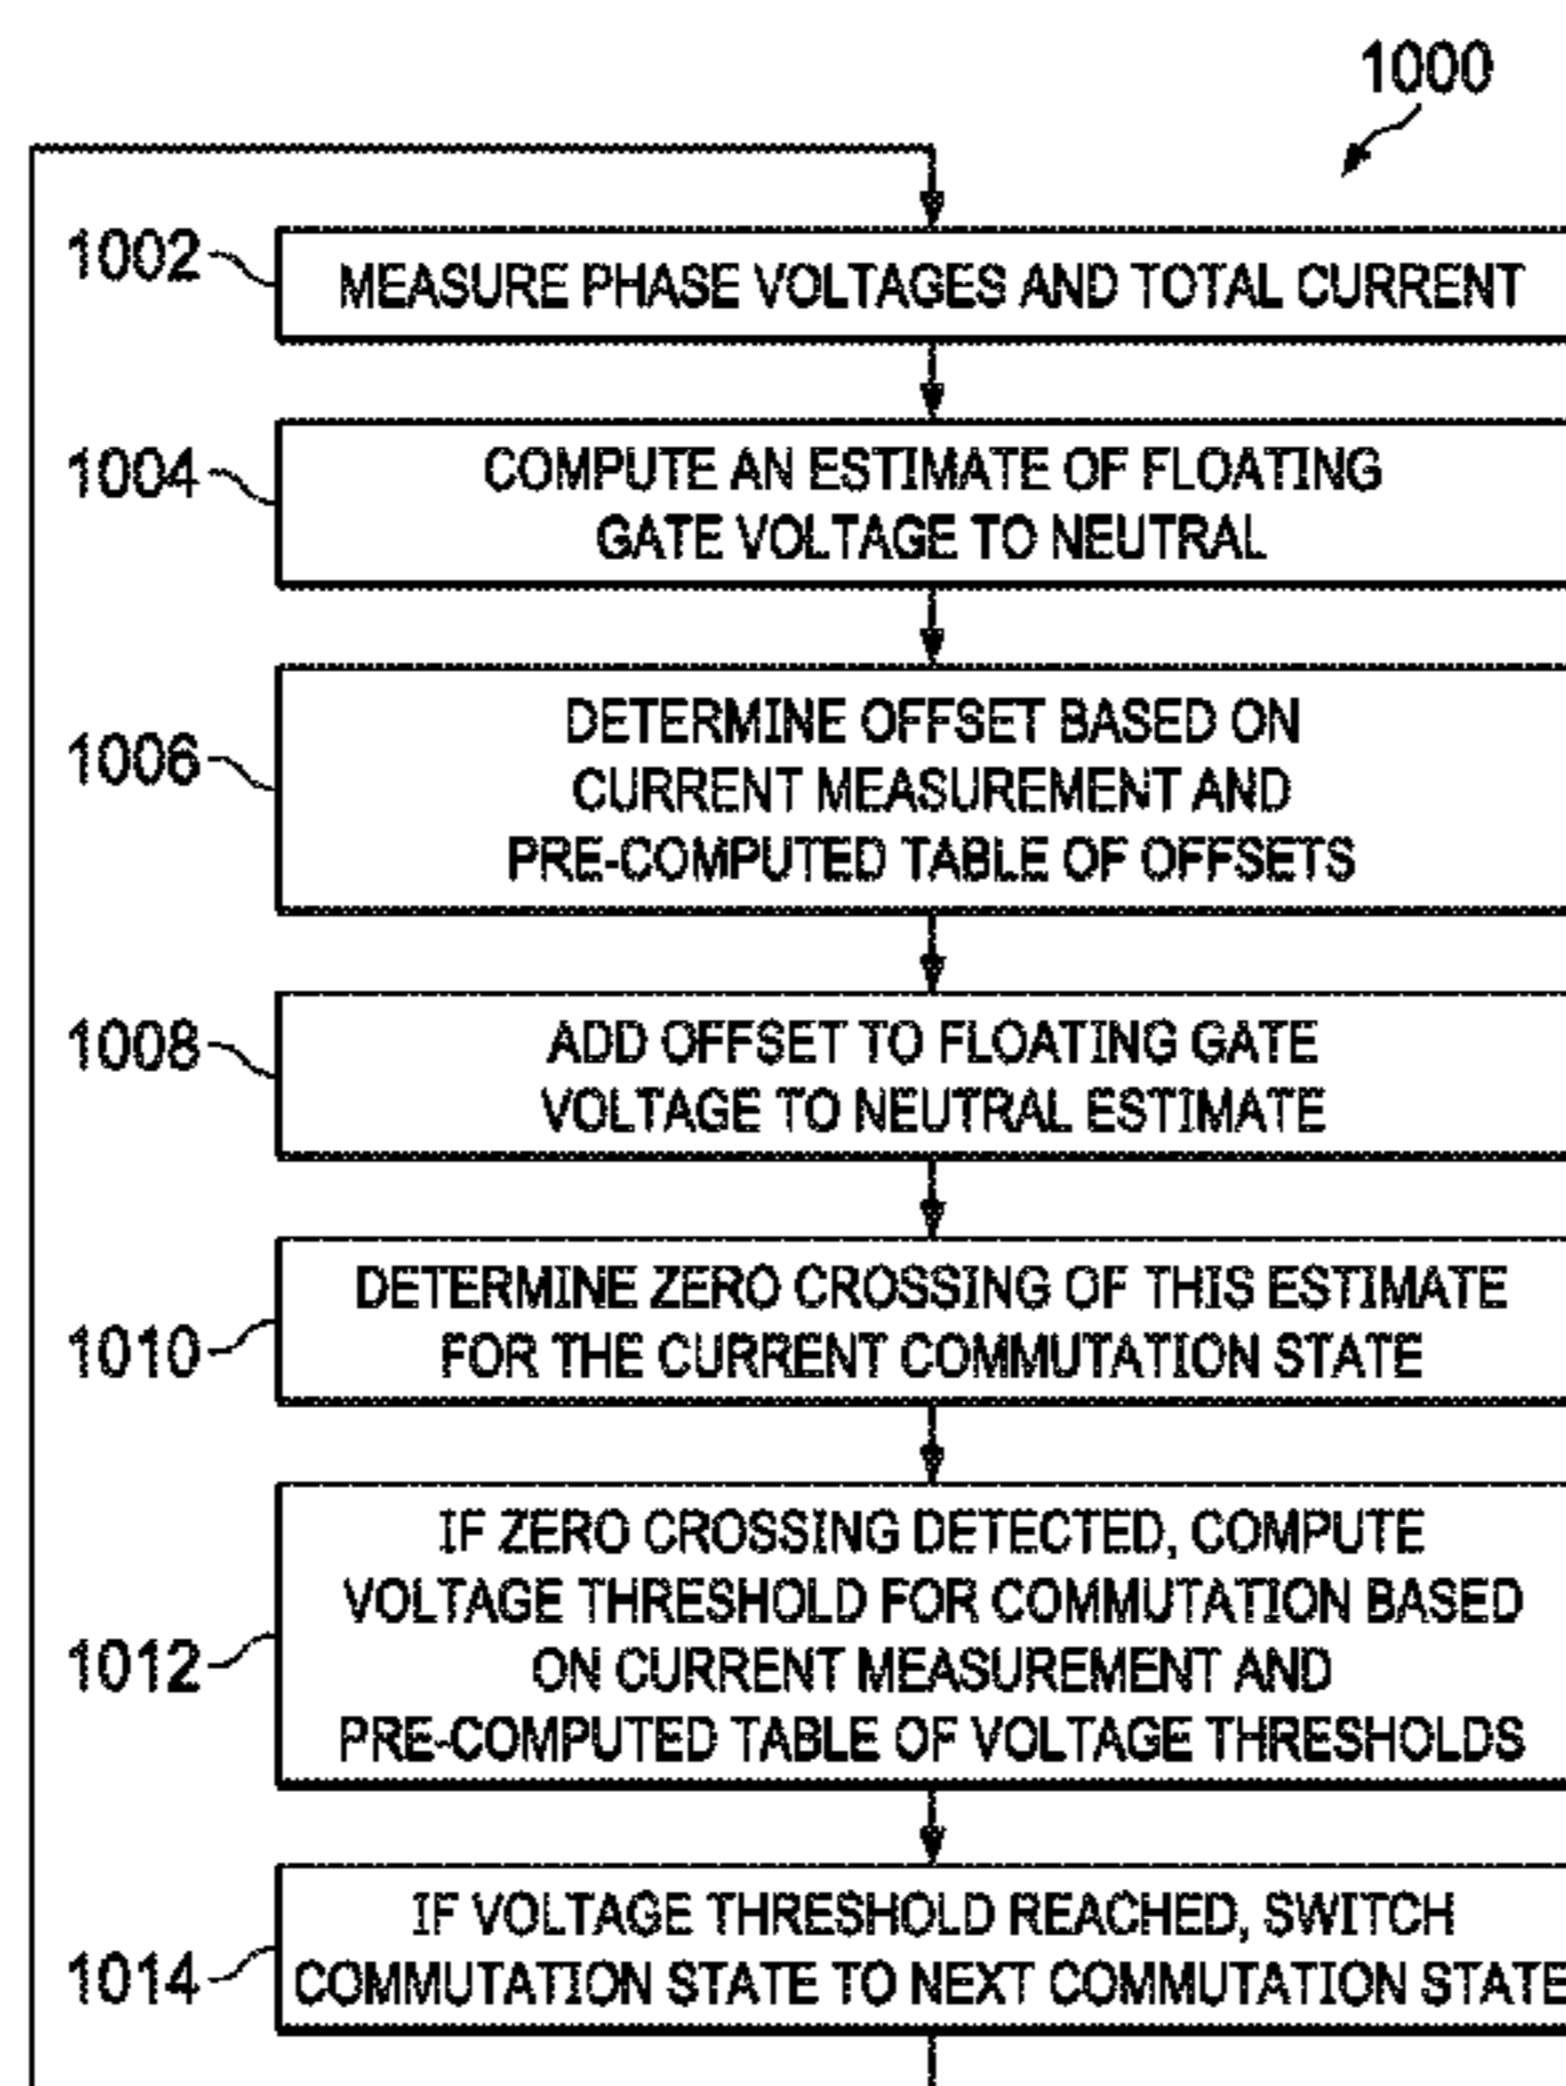 1000
1002
MEASURE PHASE VOLTAGES AND TOTAL CURRENT
1004
COMPUTE AN ESTIMATE OF FLOATING
GATE VOLTAGE TO NEUTRAL
1006
DETERMINE OFFSET BASED ON
CURRENT MEASUREMENT AND
PRE-COMPUTED TABLE OF OFFSETS
1008
ADD OFFSET TO FLOATING GATE
VOLTAGE TO NEUTRAL ESTIMATE
1010
DETERMINE ZERO CROSSING OF THIS ESTIMATE
FOR THE CURRENT COMMUTATION STATE
1012
IF ZERO CROSSING DETECTED, COMPUTE
VOLTAGE THRESHOLD FOR COMMUTATION BASED
ON CURRENT MEASUREMENT AND
PRE-COMPUTED TABLE OF VOLTAGE THRESHOLDS
1014
IF VOLTAGE THRESHOLD REACHED, SWITCH
COMMUTATION STATE TO NEXT COMMUTATION STATE